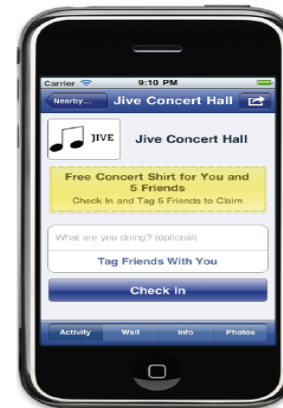 Carrier 9:10 PM
Nearby... Jive Concert Hall
JIVE Jive Concert Hall
Free Concert Shirt for You and
5 Friends
Check In and Tag 5 Friends to Claim
What are you doing? (optional)
Tag Friends With You
Check In
Activity Wall Info Photos